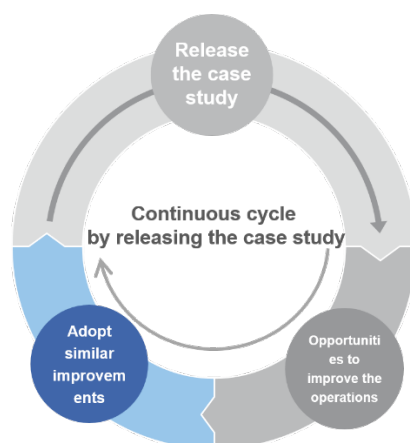 Release
the case
study
Continuous cycle
by releasing the case study
Adopt
similar
improvem
ents
Opportuniti
es to
improve the
operations